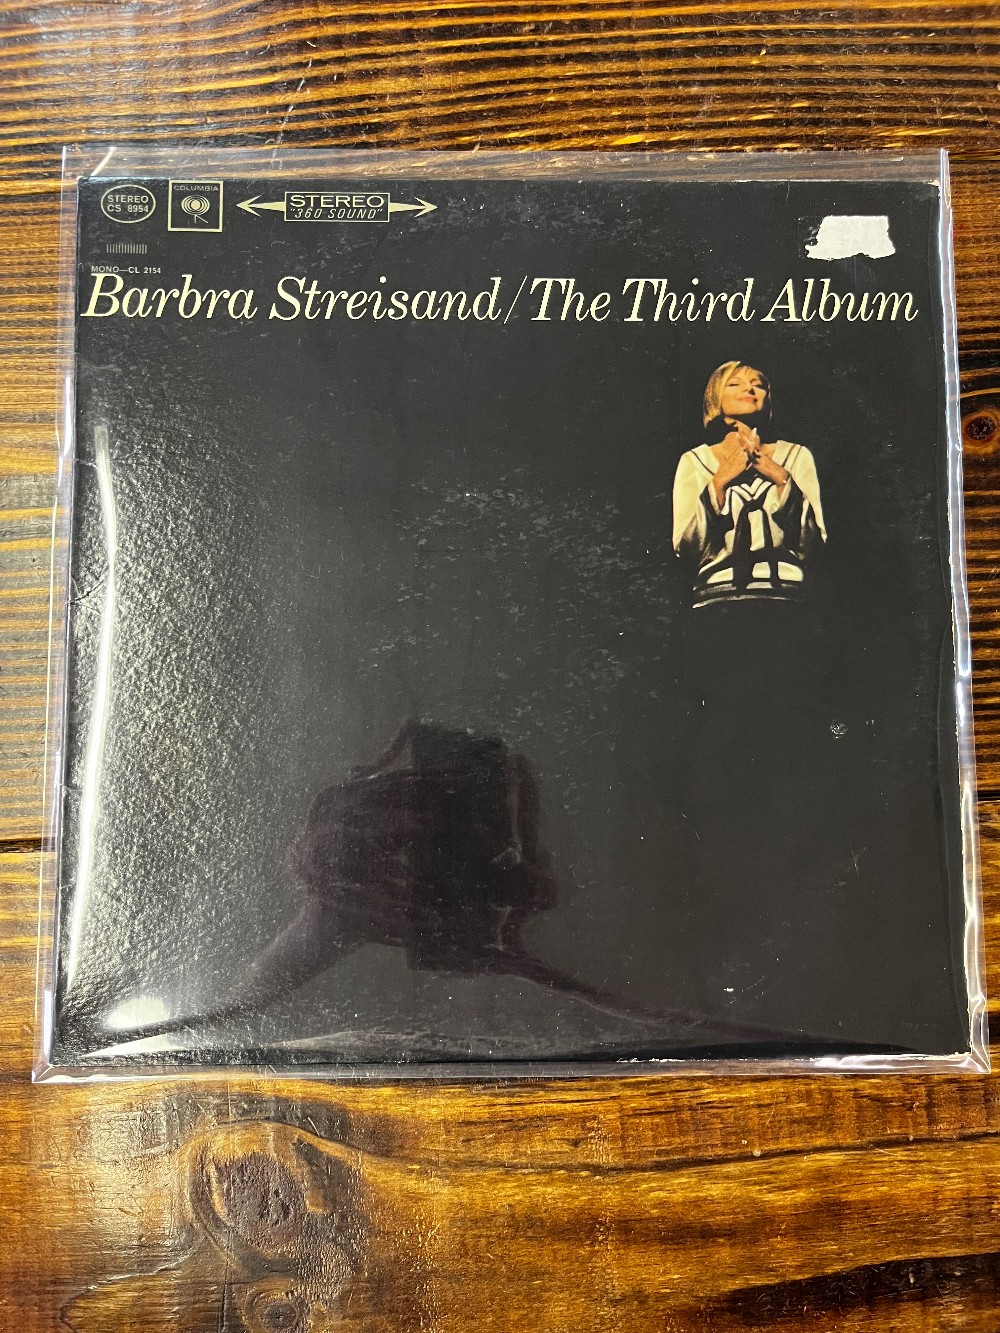 STEREO
CS 8954
COLUMBIA
STEREO
"360 SOUND"
MONO—CL 2154
Barbra Streisand/The Third Album